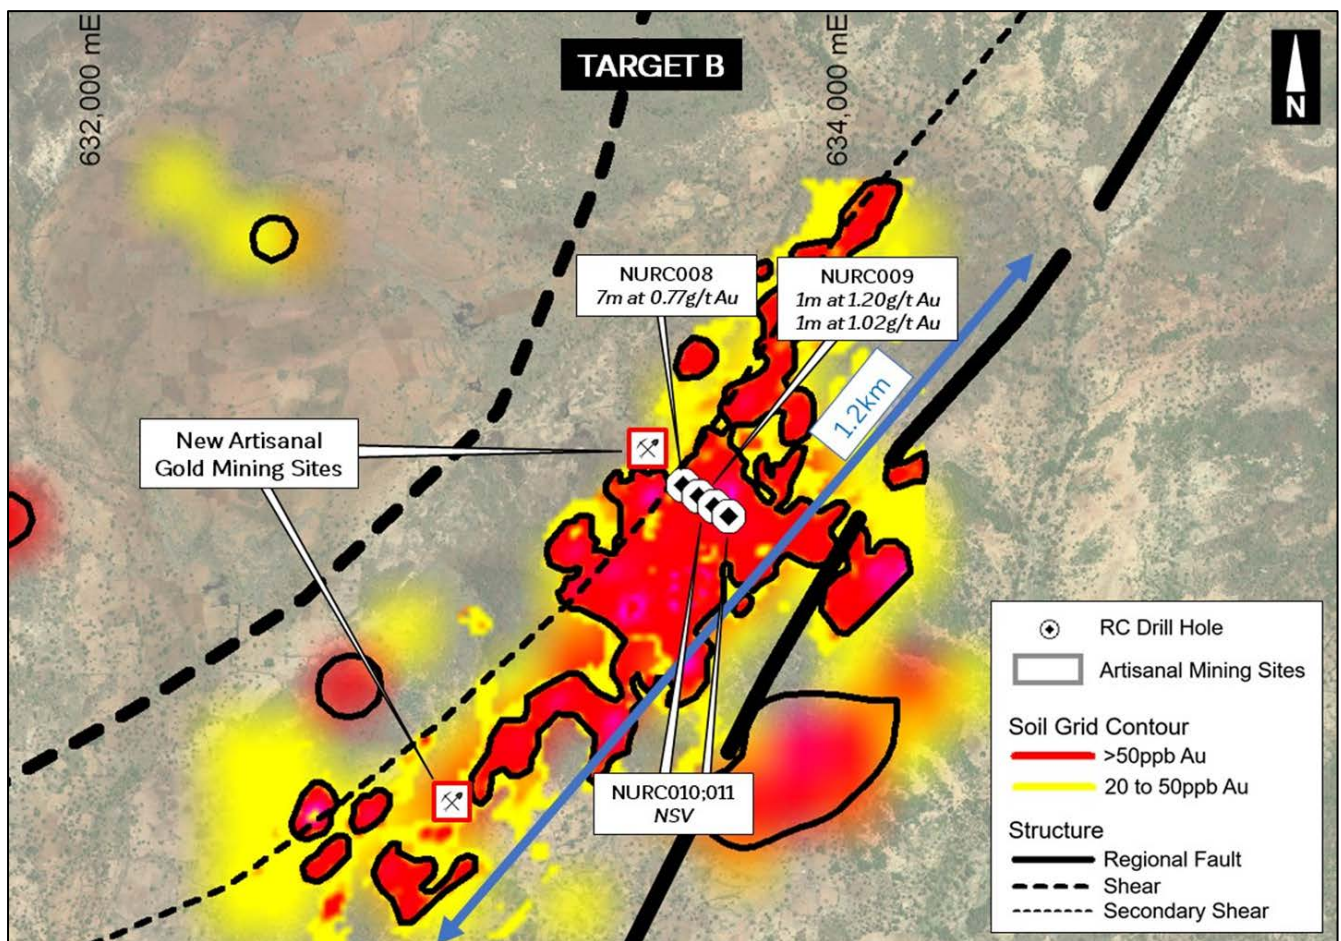 TARGET B
632,000 mE
634,000 mE
N
NURC008
7m at 0.77g/t Au
NURC009
1m at 1.20g/t Au
1m at 1.02g/t Au
1.2km
New Artisanal
Gold Mining Sites
NURC010;011
NSV
RC Drill Hole
Artisanal Mining Sites
Soil Grid Contour
>50ppb Au
20 to 50ppb Au
Structure
Regional Fault
Shear
Secondary Shear